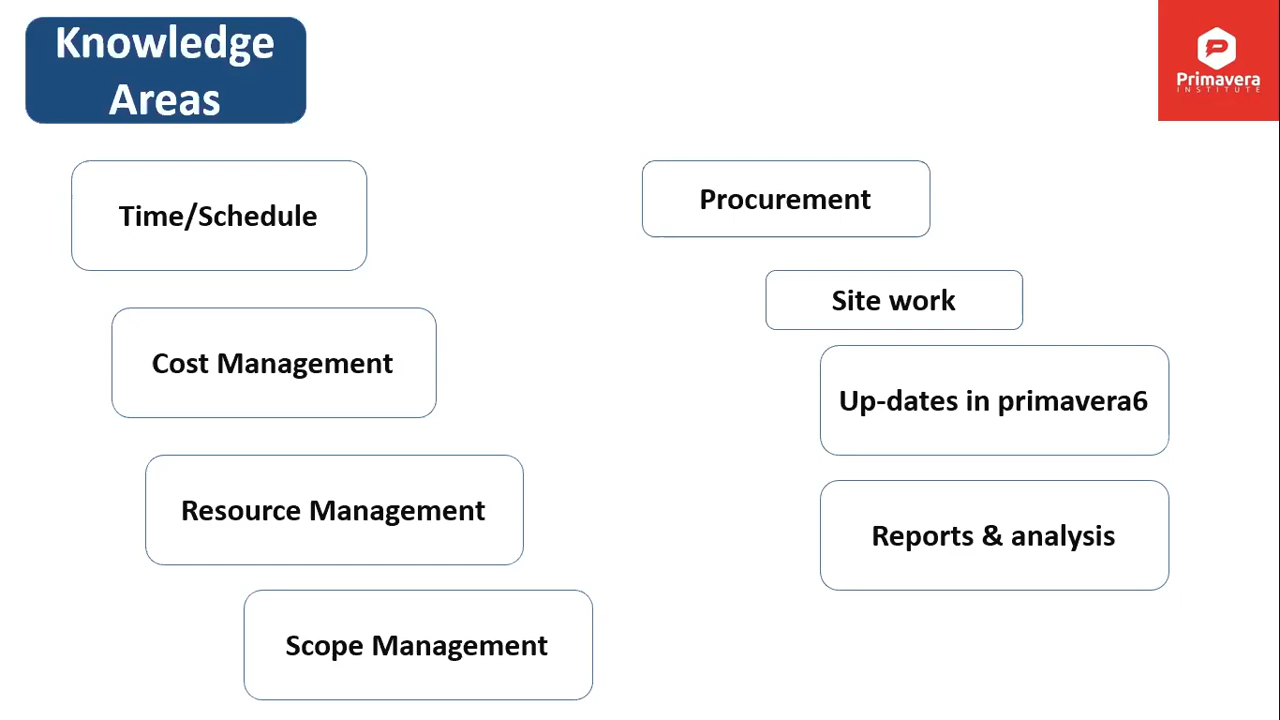 Knowledge
Areas
Primavera
INSTITUTE
Time/Schedule
Cost Management
Resource Management
Scope Management
Procurement
Site work
Up-dates in primavera6
Reports & analysis